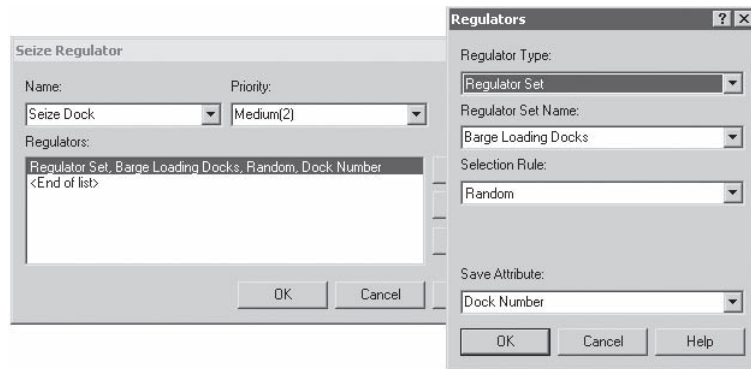 Seize Regulator
Name:
Priority:
Seize Dock
Medium(2)
Regulators:
Regulator Set, Barge Loading Docks, Random, Dock Number
<End of list>
OK
Cancel
Regulators
?
X
Regulator Type:
Regulator Set
Regulator Set Name:
Barge Loading Docks
Selection Rule:
Random
Save Attribute:
Dock Number
OK
Cancel
Help